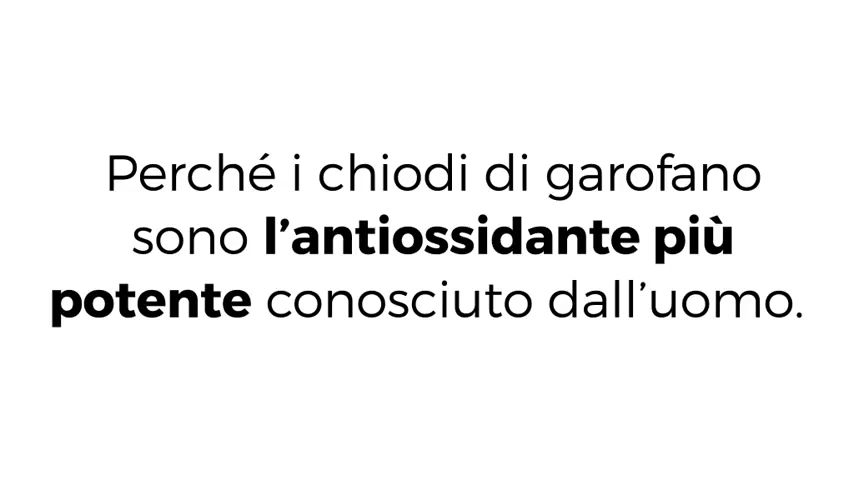 Perché i chiodi di garofano
sono l’antiossidante più
potente conosciuto dall’uomo.